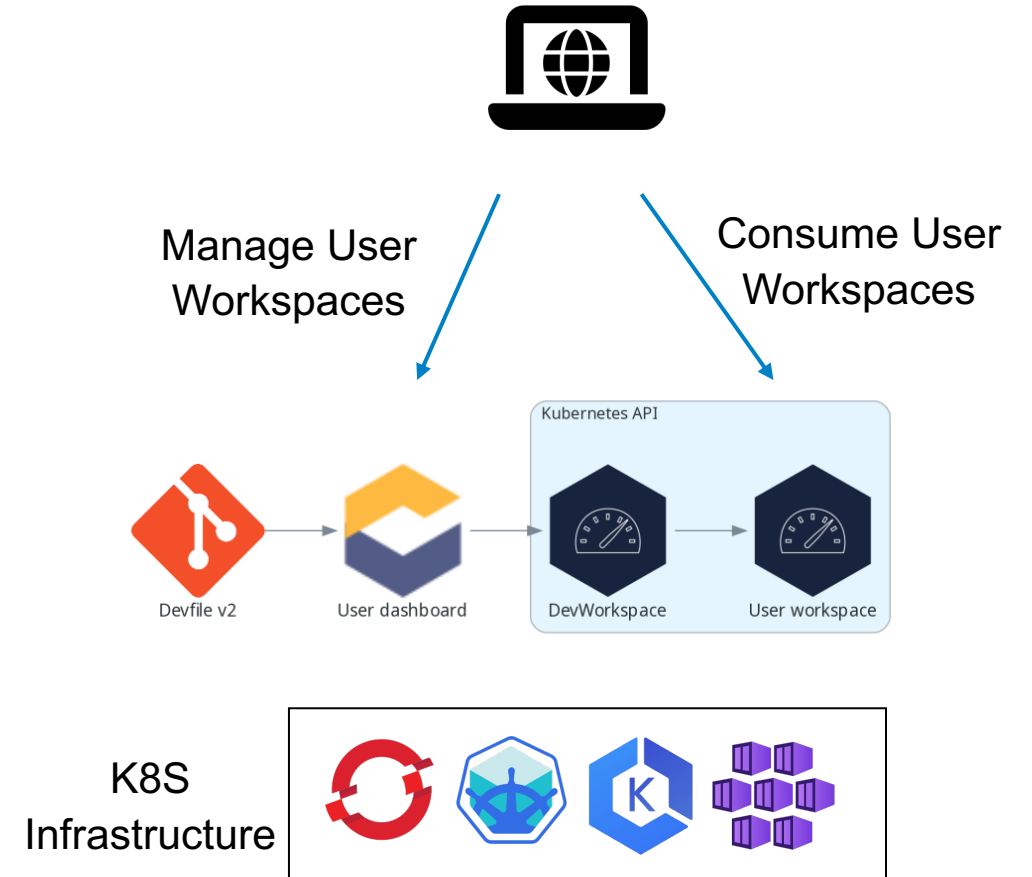 Manage User
Workspaces
Consume User
Workspaces
Kubernetes API
Devfile v2
User dashboard
DevWorkspace
User workspace
K8S
Infrastructure
K